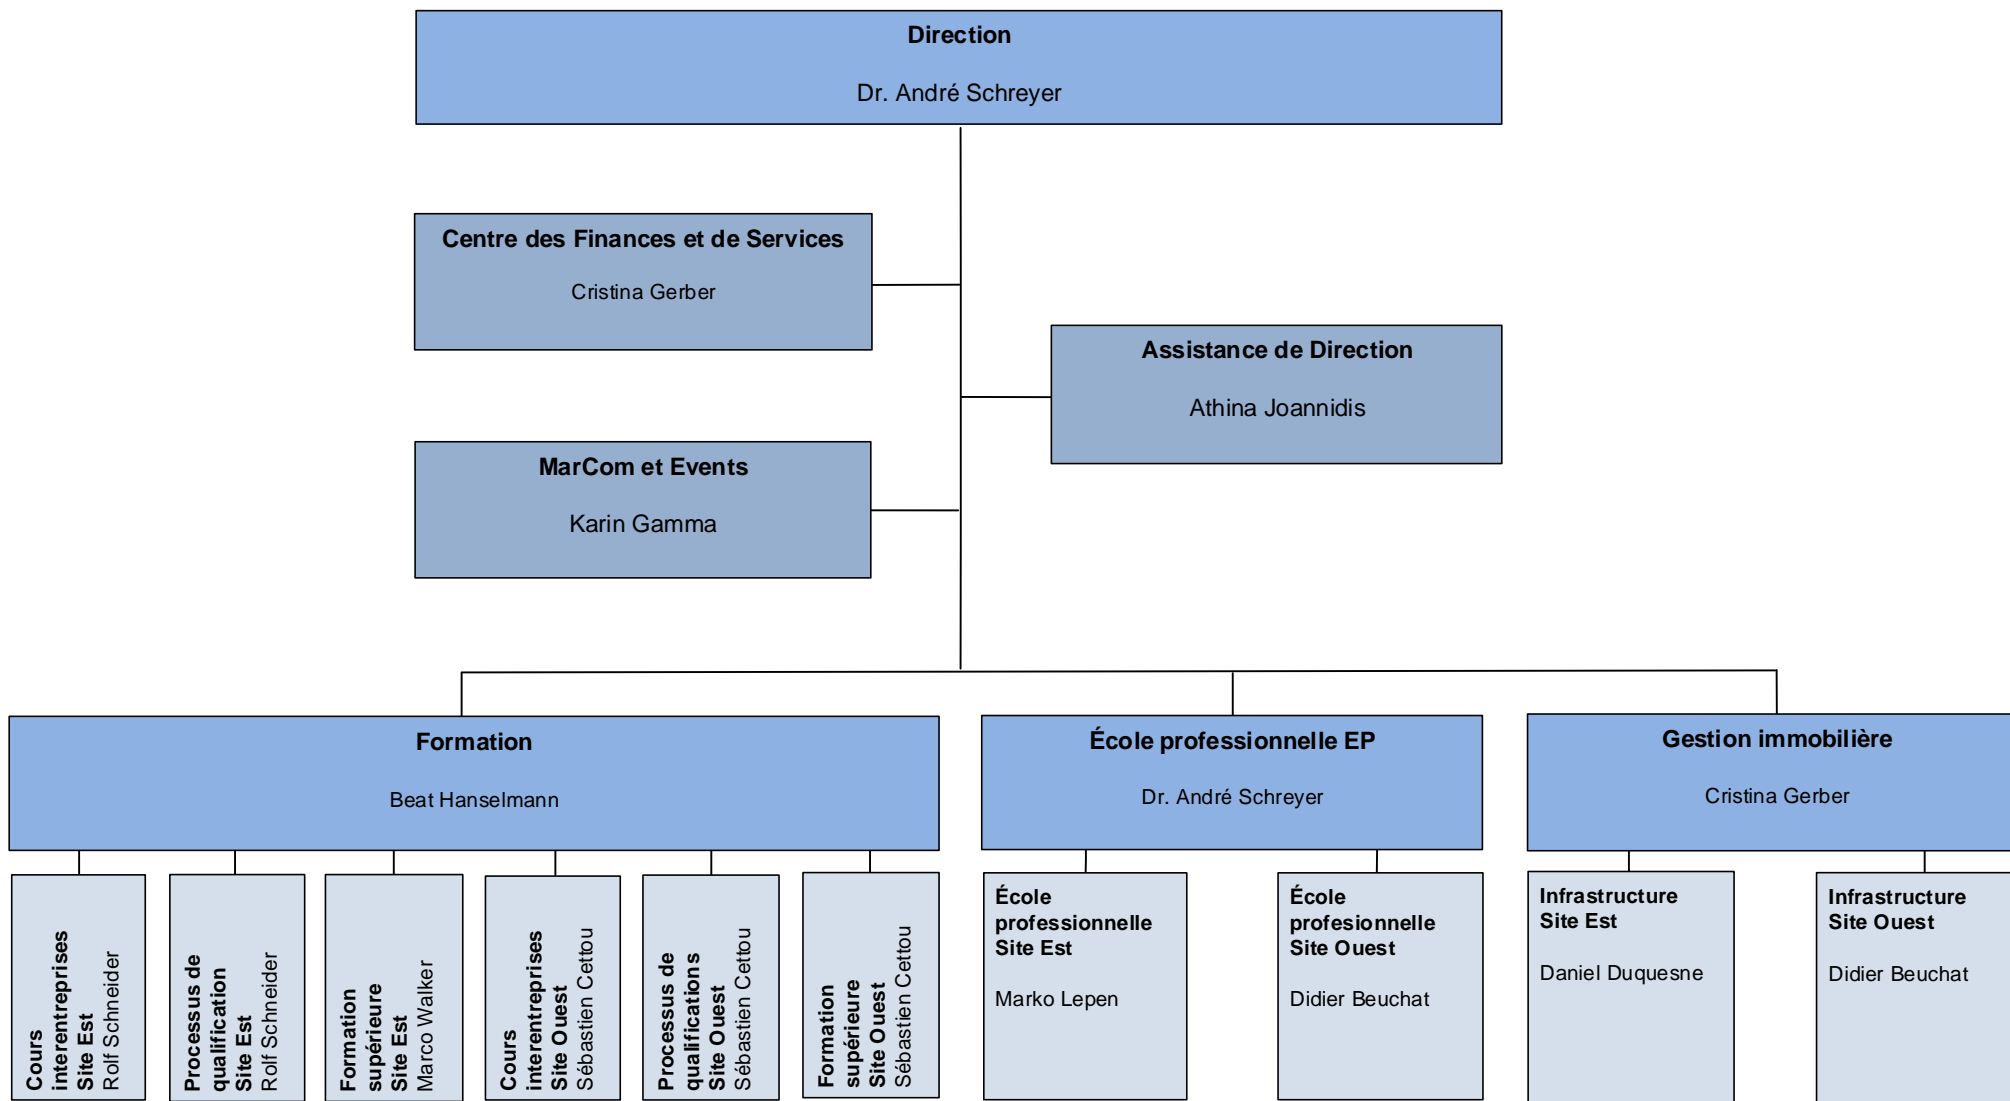 Direction
Dr. André Schreyer
Centre des Finances et de Services
Cristina Gerber
Assistance de Direction
Athina Joannidis
MarCom et Events
Karin Gamma
Formation
Beat Hanselmann
École professionnelle EP
Dr. André Schreyer
Gestion immobilière
Cristina Gerber
Cours
interentreprises
Site Est
Rolf Schneider
Processus de
qualification
Site Est
Rolf Schneider
Formation
supérieure
Site Est
Marco Walker
Cours
interentreprises
Site Ouest
Sébastien Cettou
Processus de
qualifications
Site Ouest
Sébastien Cettou
Formation
supérieure
Site Ouest
Sébastien Cettou
École
professionnelle
Site Est
Marko Lepen
École
profesionnelle
Site Ouest
Didier Beuchat
Infrastructure
Site Est
Daniel Duquesne
Infrastructure
Site Ouest
Didier Beuchat